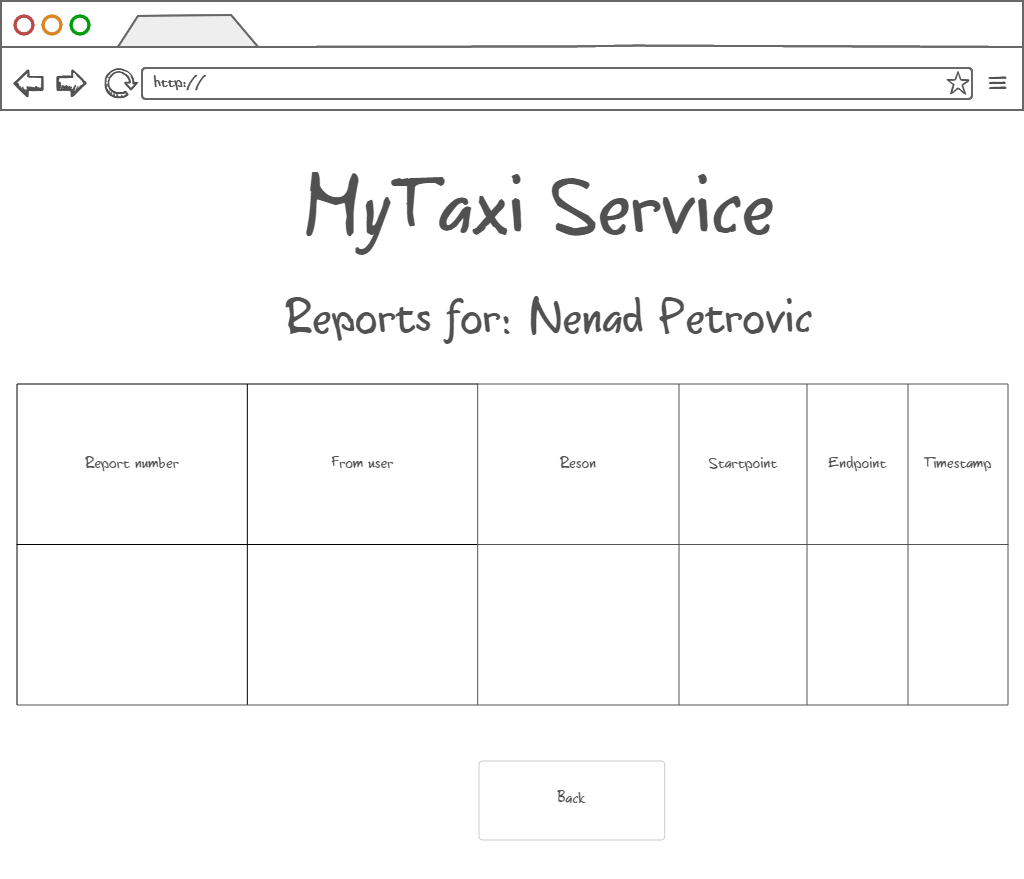 http://
MyTaxi Service
Reports for: Nenad Petrovic
Report number From user Reson Startpoint Endpoint Timestamp
Back